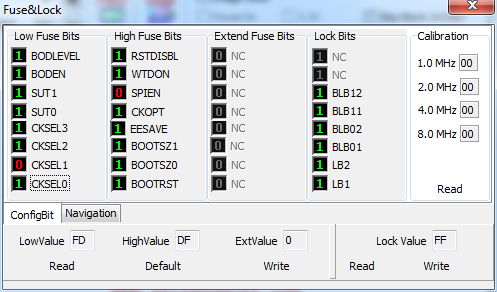 Fuse&Lock
Low Fuse Bits High Fuse Bits Extend Fuse Bits Lock Bits Calibration
1 BODLEVEL 1 RSTDISBL 0 NC 1 NC
1 BODEN 1 WTDON 0 NC 1 NC
1 SUT1 0 SPIEN 0 NC 1 BLB12
1 SUT0 1 CKOPT 0 NC 1 BLB11
1 CKSEL3 1 EESAVE 0 NC 1 BLB02
1 CKSEL2 1 BOOTSZ1 0 NC 1 BLB01
0 CKSEL1 1 BOOTSZ0 0 NC 1 LB2
1 CKSEL0 1 BOOTRST 0 NC 1 LB1
1.0 MHz 00
2.0 MHz 00
4.0 MHz 00
8.0 MHz 00
Read
ConfigBit Navigation
LowValue FD HighValue DF ExtValue 0 Lock Value FF
Read Default Write Read Write